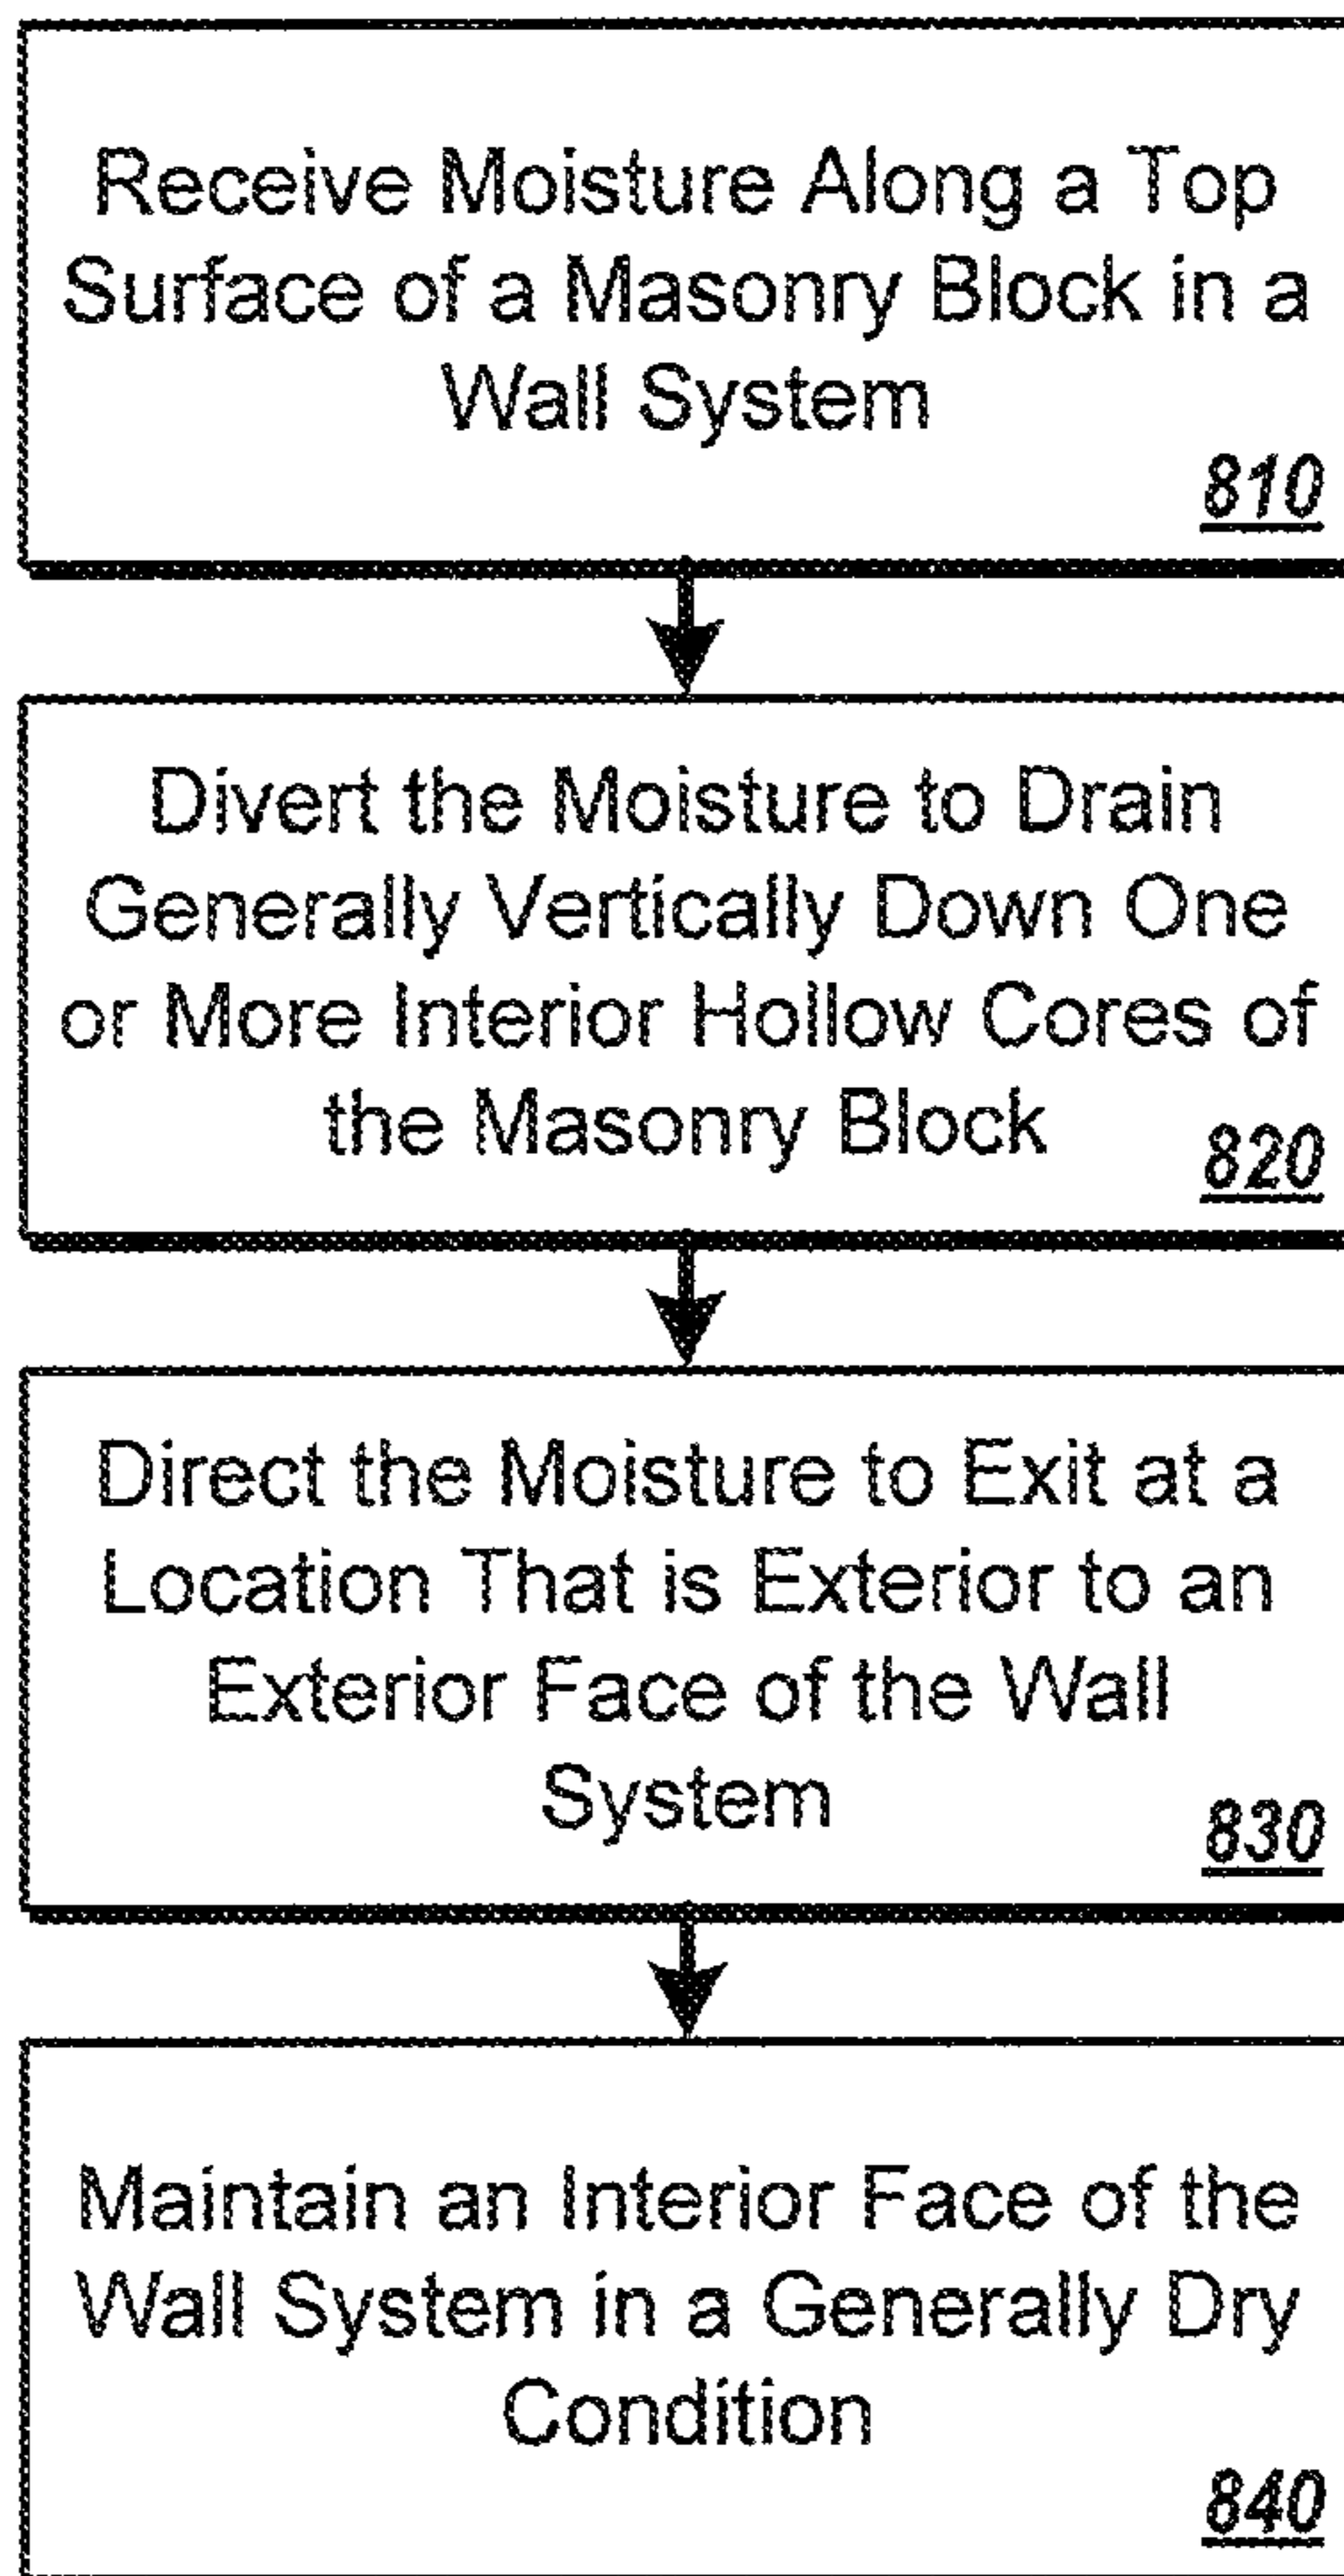 Receive Moisture Along a Top
Surface of a Masonry Block in a
Wall System
810
Divert the Moisture to Drain
Generally Vertically Down One
or More Interior Hollow Cores of
the Masonry Block
820
Direct the Moisture to Exit at a
Location That is Exterior to an
Exterior Face of the Wall
System
830
Maintain an Interior Face of the
Wall System in a Generally Dry
Condition
840